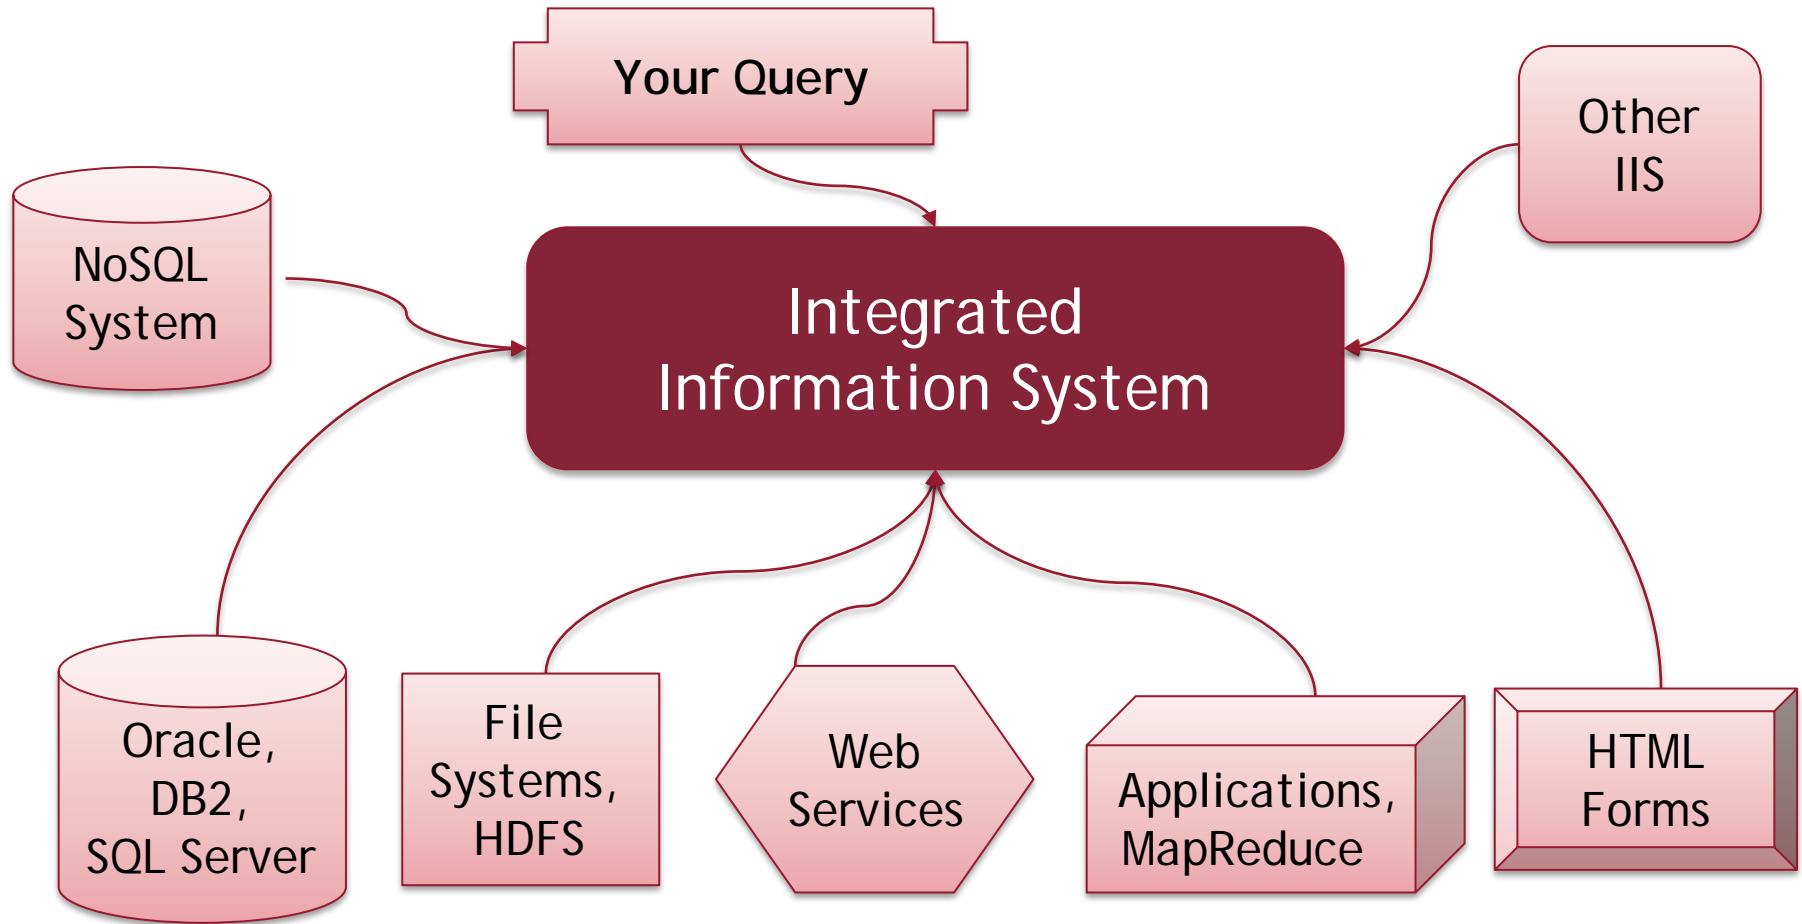 Your Query
Other
IIS
NoSQL
System
Integrated
Information System
Oracle,
DB2,
SQL Server
File
Systems,
HDFS
Web
Services
Applications,
MapReduce
HTML
Forms